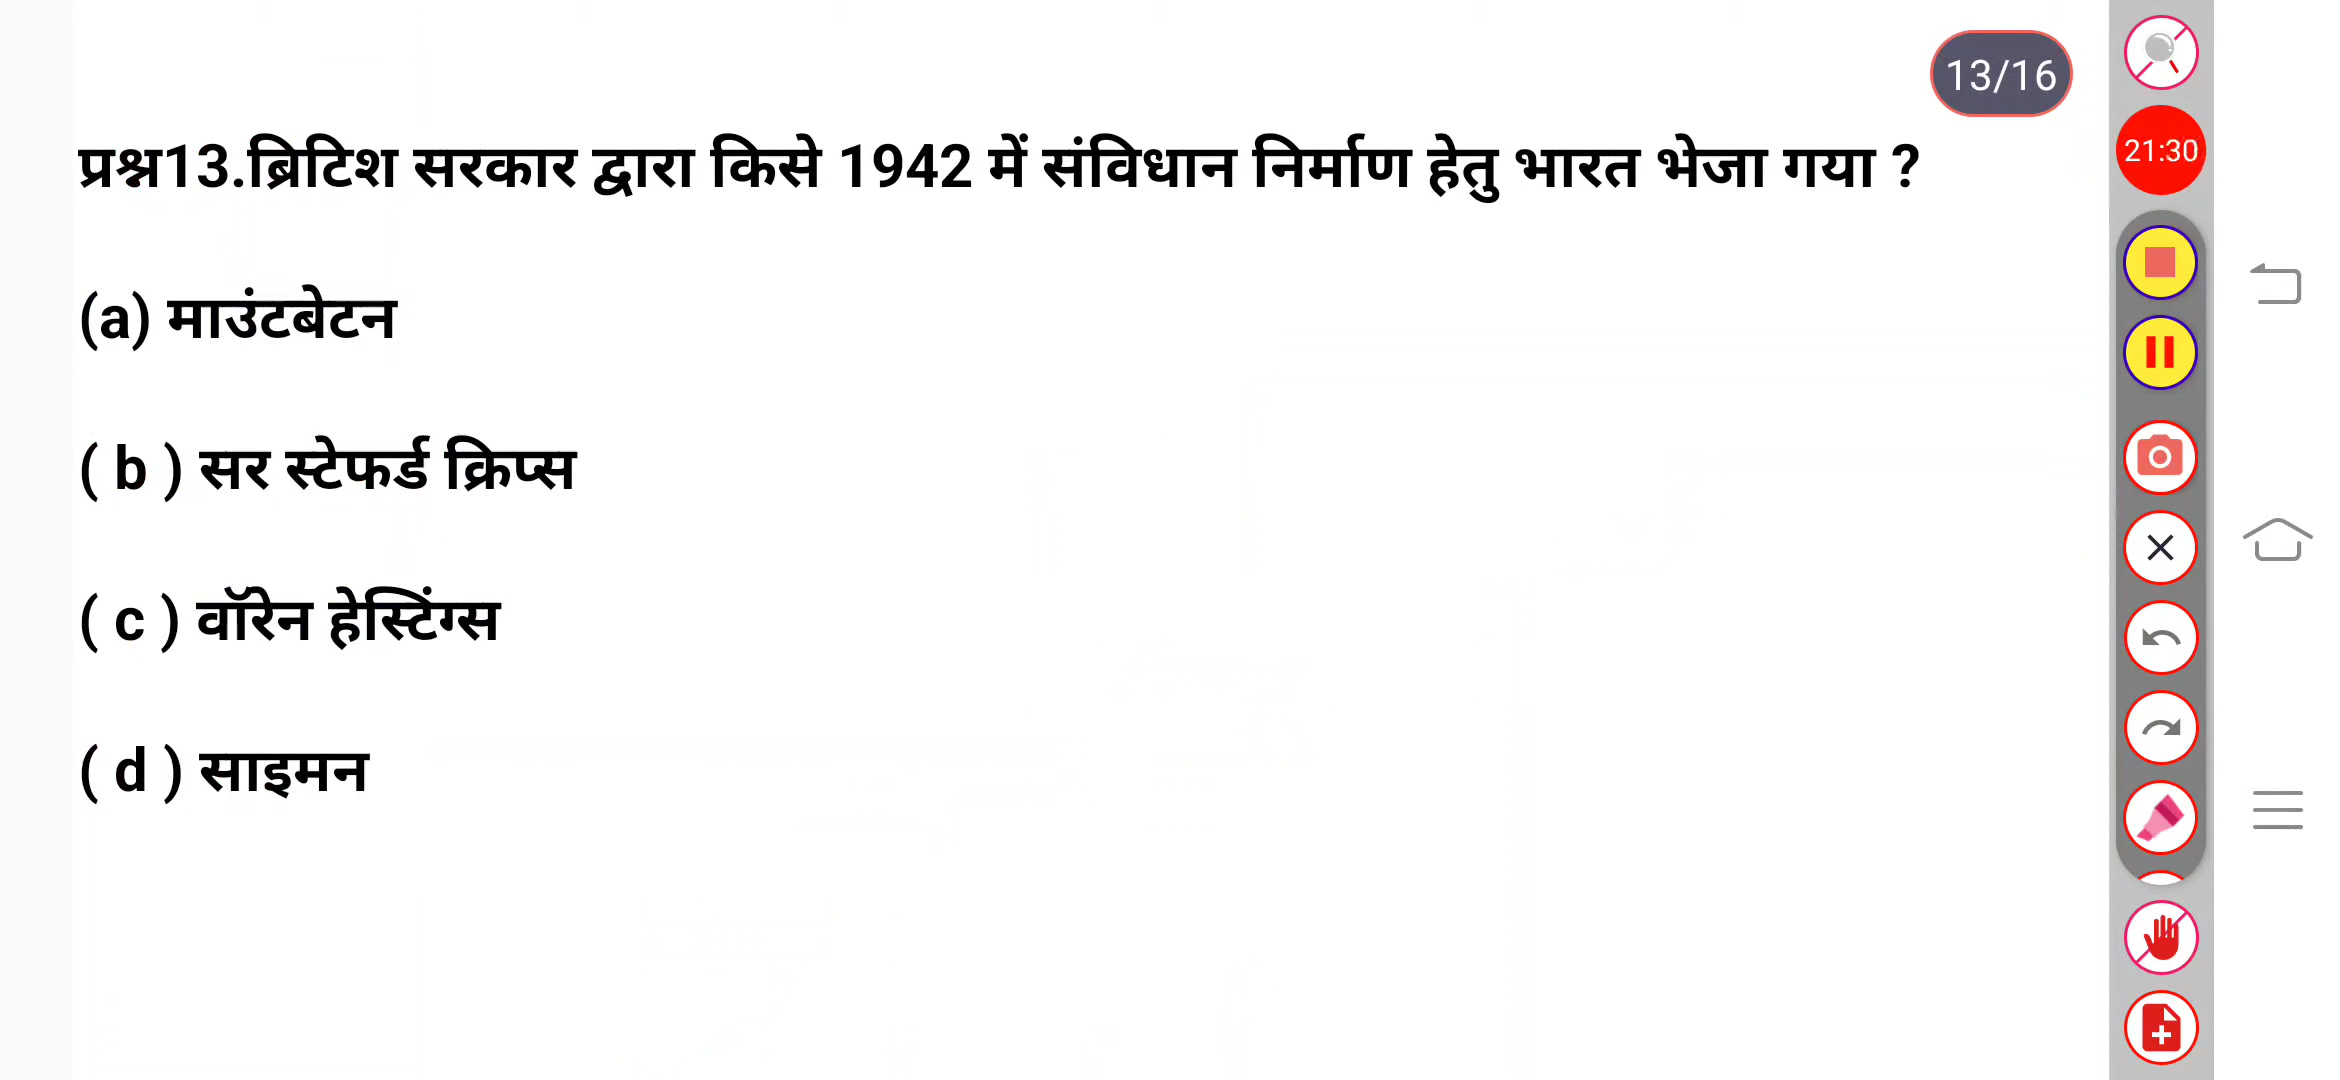 13/16
21:30
प्रश्न13.ब्रिटिश सरकार द्वारा किसे 1942 में संविधान निर्माण हेतु भारत भेजा गया ?
(a) माउंटबेटन
( b ) सर स्टेफर्ड क्रिप्स
( c ) वॉरेन हेस्टिंग्स
( d ) साइमन